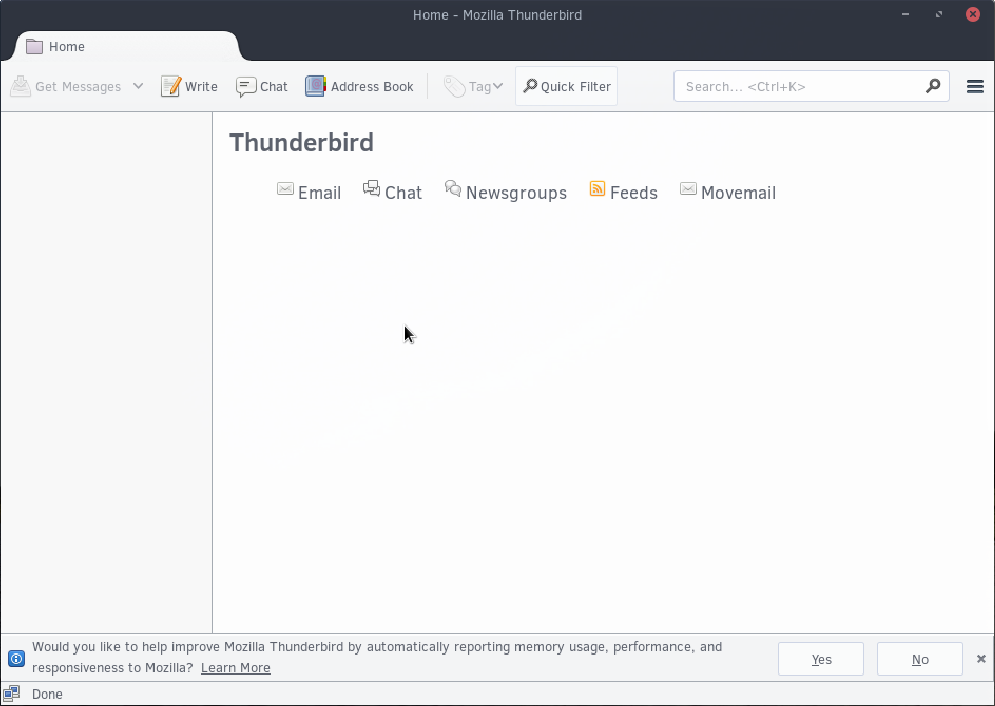 Home - Mozilla Thunderbird
Home
Get Messages Write Chat Address Book Tag Quick Filter Search... <Ctrl+K>
Thunderbird
Email Chat Newsgroups Feeds Movemail
Would you like to help improve Mozilla Thunderbird by automatically reporting memory usage, performance, and
responsiveness to Mozilla? Learn More
Yes No
Done